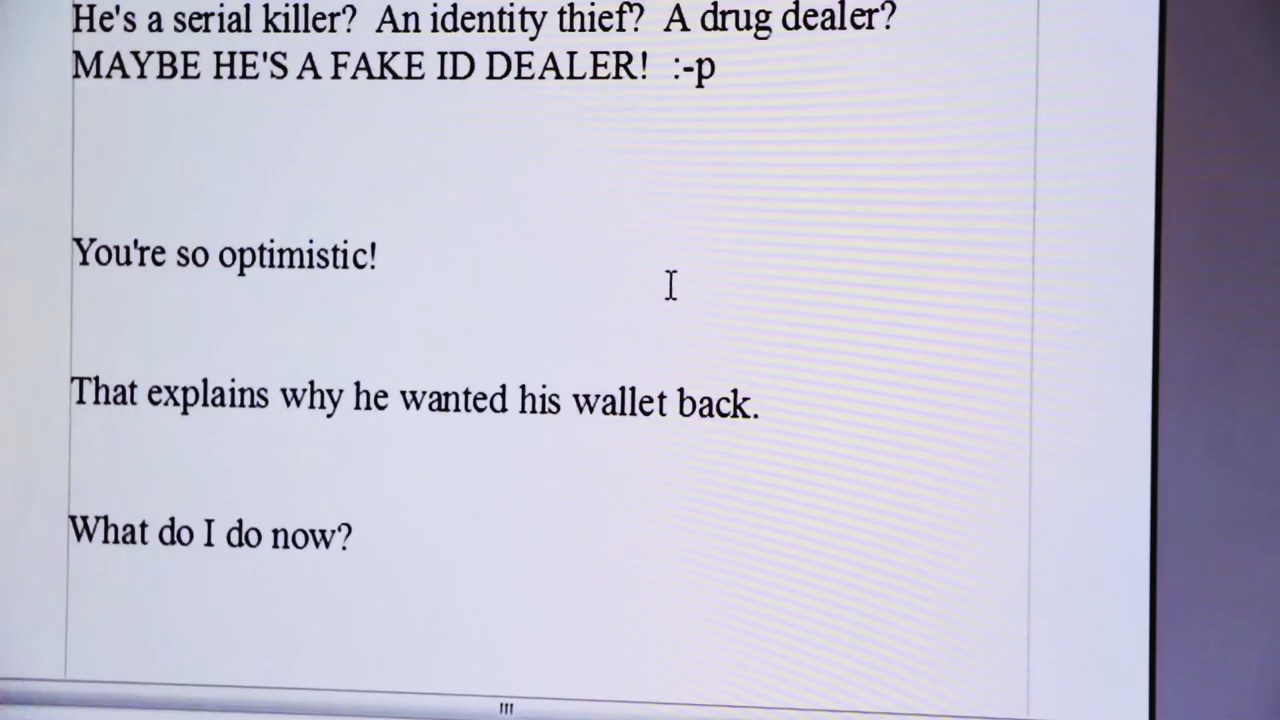 He's a serial killer?  An identity thief?  A drug dealer?
MAYBE HE'S A FAKE ID DEALER!  :-p
You're so optimistic!
That explains why he wanted his wallet back.
What do I do now?